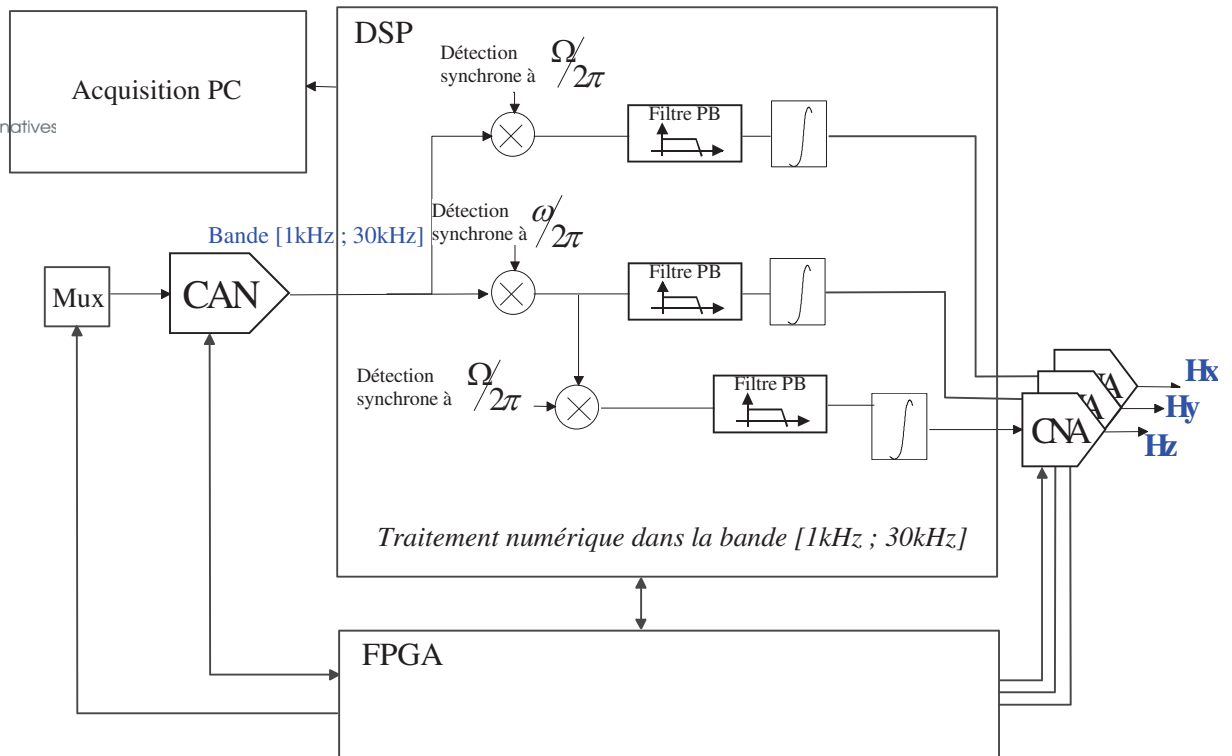 DSP
Détection
synchrone à Ω/2π
Acquisition PC
natives
Filtre PB
Détection
synchrone à ω/2π
Bande [1kHz ; 30kHz]
Filtre PB
Mux
CAN
Détection
synchrone à Ω/2π
Filtre PB
Hx
Hy
Hz
NA
A
CNA
Traitement numérique dans la bande [1kHz ; 30kHz]
FPGA